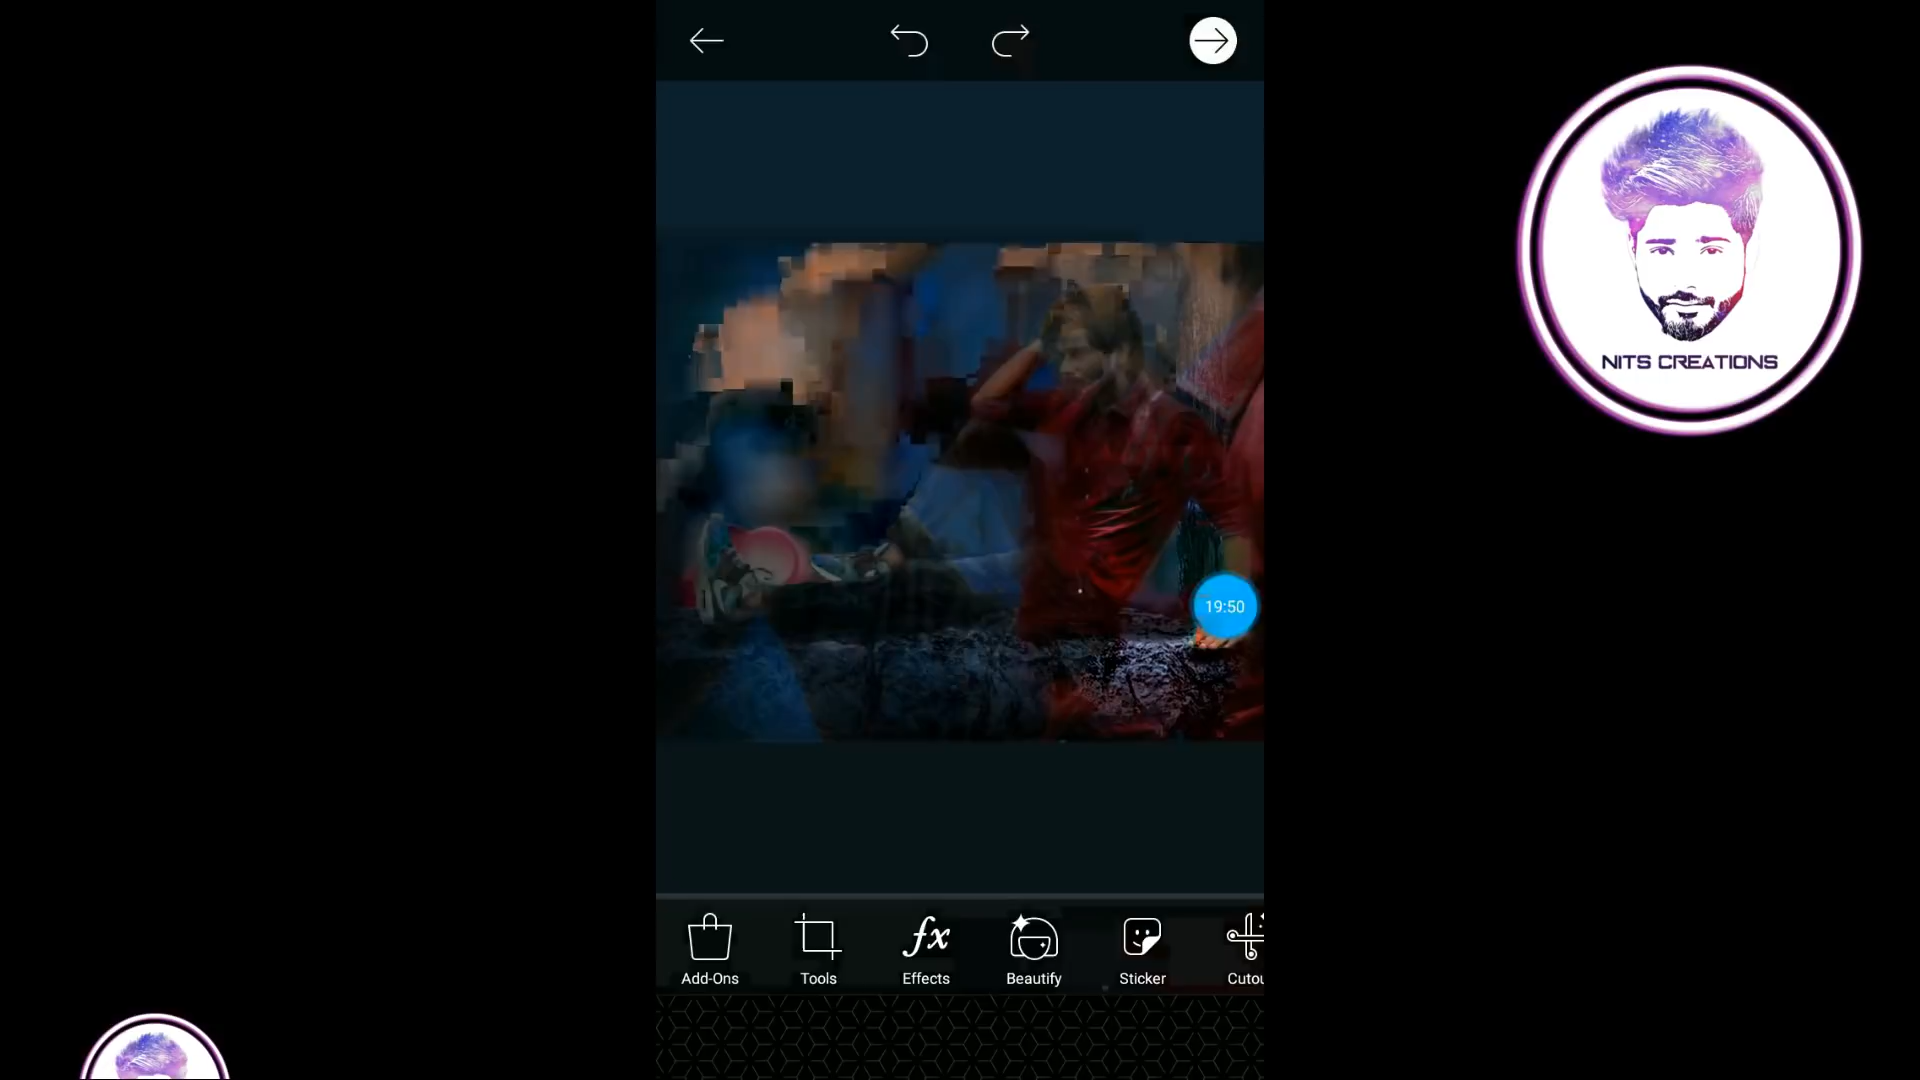 NITS CREATIONS
19:50
Add-Ons
Tools
Effects
Beautify
Sticker
Cutou